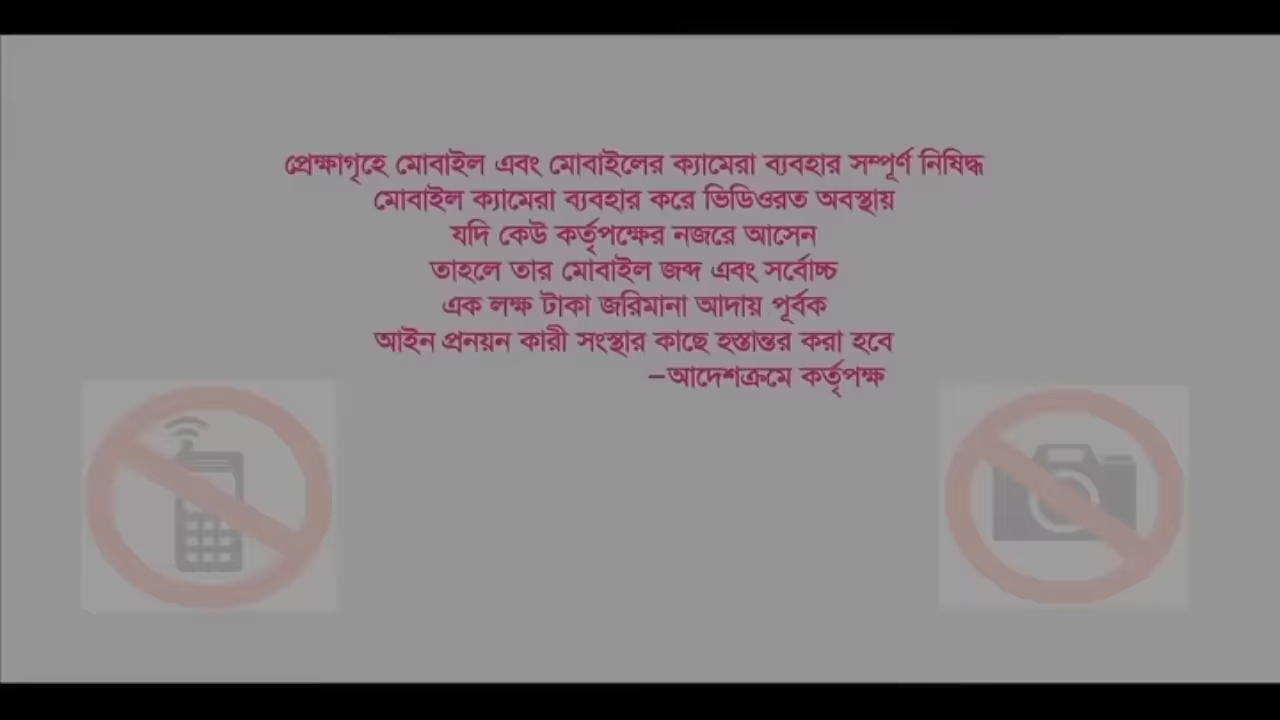 প্রেক্ষাগৃহে মোবাইল এবং মোবাইলের ক্যামেরা ব্যবহার সম্পূর্ণ নিষিদ্ধ
মোবাইল ক্যামেরা ব্যবহার করে ভিডিওরত অবস্থায়
যদি কেউ কর্তৃপক্ষের নজরে আসেন
তাহলে তার মোবাইল জব্দ এবং সর্বোচ্চ
এক লক্ষ টাকা জরিমানা আদায় পূর্বক
আইন প্রনয়ন কারী সংস্থার কাছে হস্তান্তর করা হবে
–আদেশক্রমে কর্তৃপক্ষ